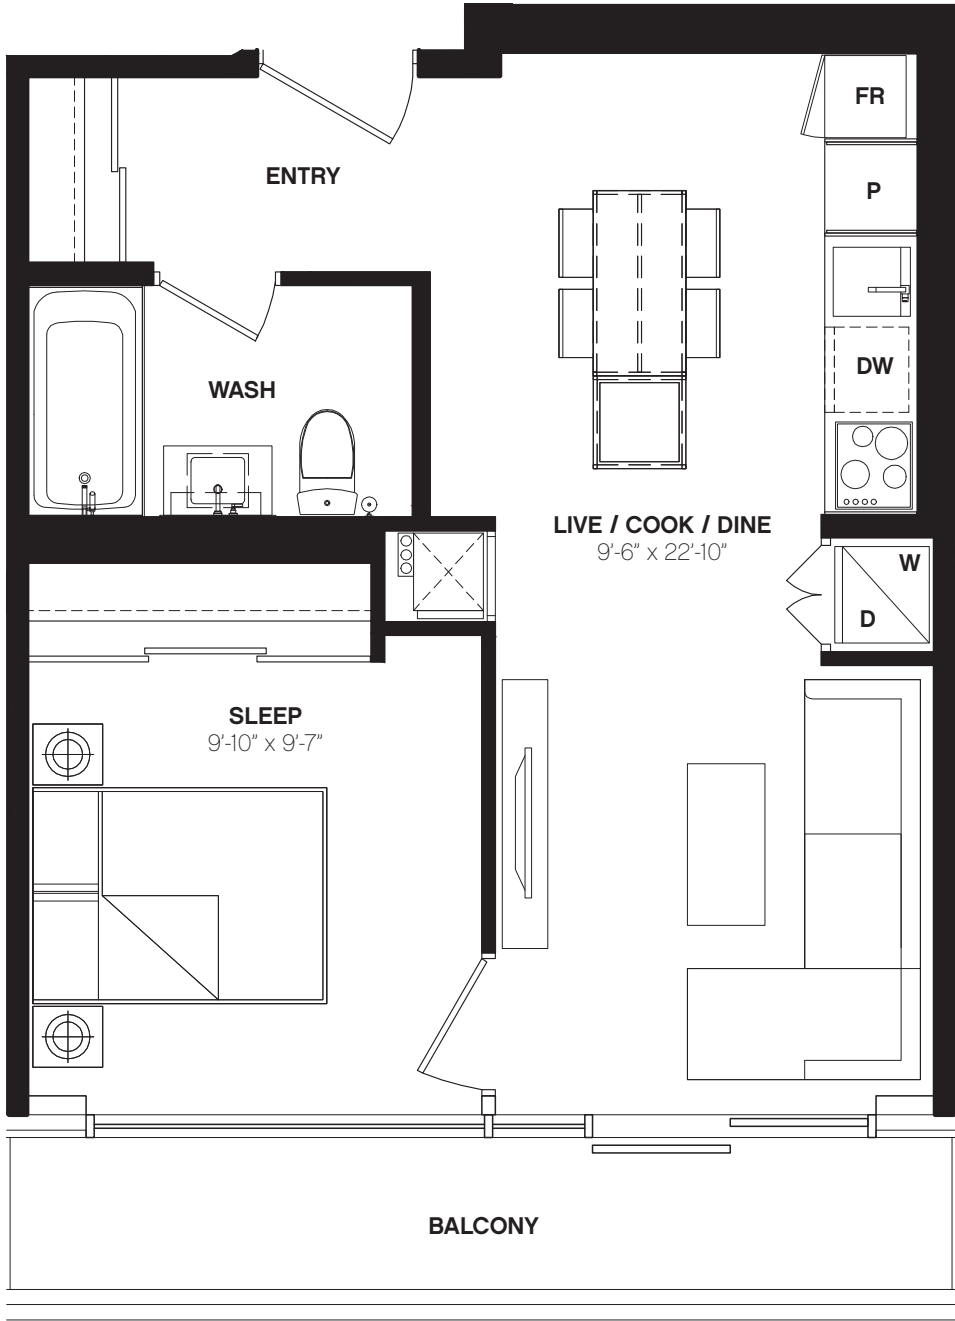 FR
ENTRY
P
DW
WASH
LIVE / COOK / DINE
9'-6" x 22'-10"
W
D
SLEEP
9'-10" x 9'-7"
BALCONY